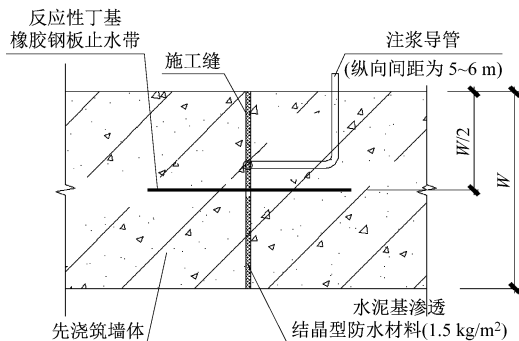 反应性丁基
橡胶钢板止水带
施工缝
注浆导管
(纵向间距为 5~6 m)
W/2
W
先浇筑墙体
水泥基渗透
结晶型防水材料(1.5 kg/m²)